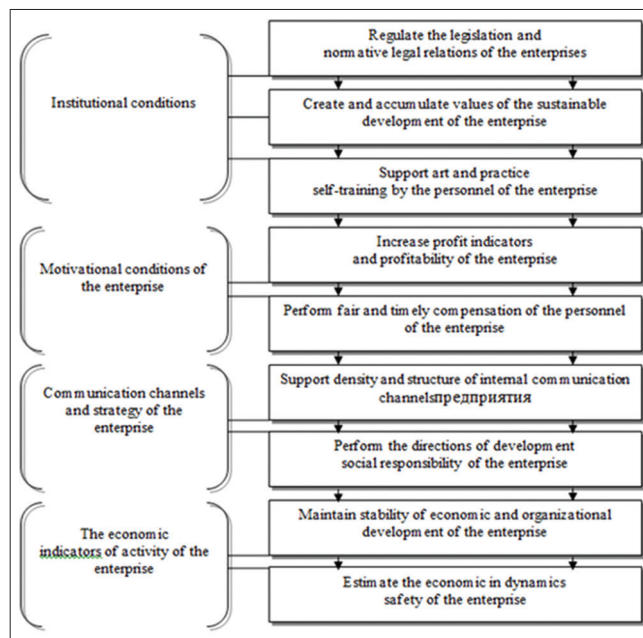 Regulate the legislation and
normative legal relations of the enterprises
Institutional conditions
Create and accumulate values of the sustainable
development of the enterprise
Support art and practice
self-training by the personnel of the enterprise
Motivational conditions of
the enterprise
Increase profit indicators
and profitability of the enterprise
Perform fair and timely compensation of the personnel
of the enterprise
Communication channels
and strategy of the
enterprise
Support density and structure of internal communication
channelsпредприятия
Perform the directions of development
social responsibility of the enterprise
The economic
indicators of activity of the
enterprise
Maintain stability of economic and organizational
development of the enterprise
Estimate the economic in dynamics
safety of the enterprise